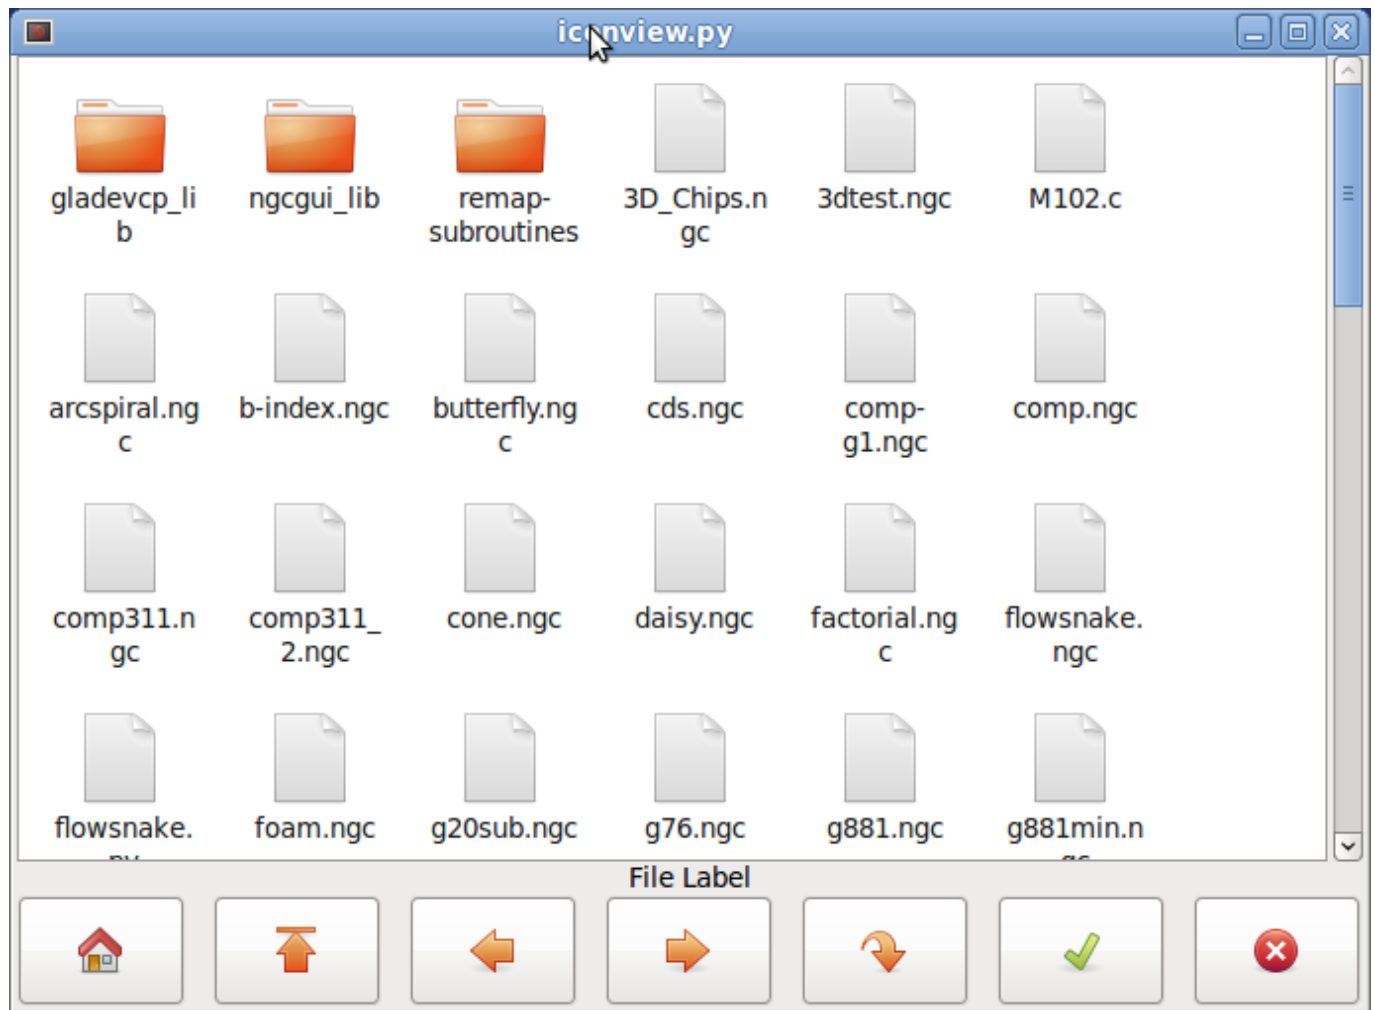 iconview.py
gladevcp_li
b
ngcgui_lib
remap-
subroutines
3D_Chips.n
gc
3dtest.ngc
M102.c
arcspiral.ng
c
b-index.ngc
butterfly.ng
c
cds.ngc
comp-
g1.ngc
comp.ngc
comp311.n
gc
comp311_
2.ngc
cone.ngc
daisy.ngc
factorial.ng
c
flowsnake.
ngc
flowsnake.
foam.ngc
g20sub.ngc
g76.ngc
g881.ngc
g881min.n
File Label